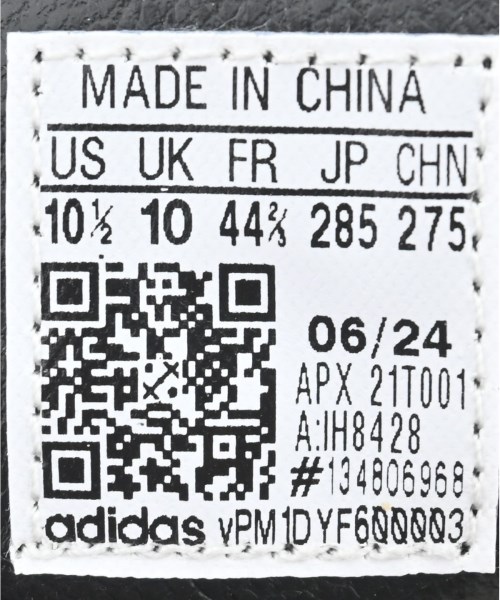 MADE IN CHINA
US UK FR JP CHN
10½ 10 44⅔ 285 275
06/24
APX 21T001
A:IH8428
#134806968
adidas vPM1DYF600003